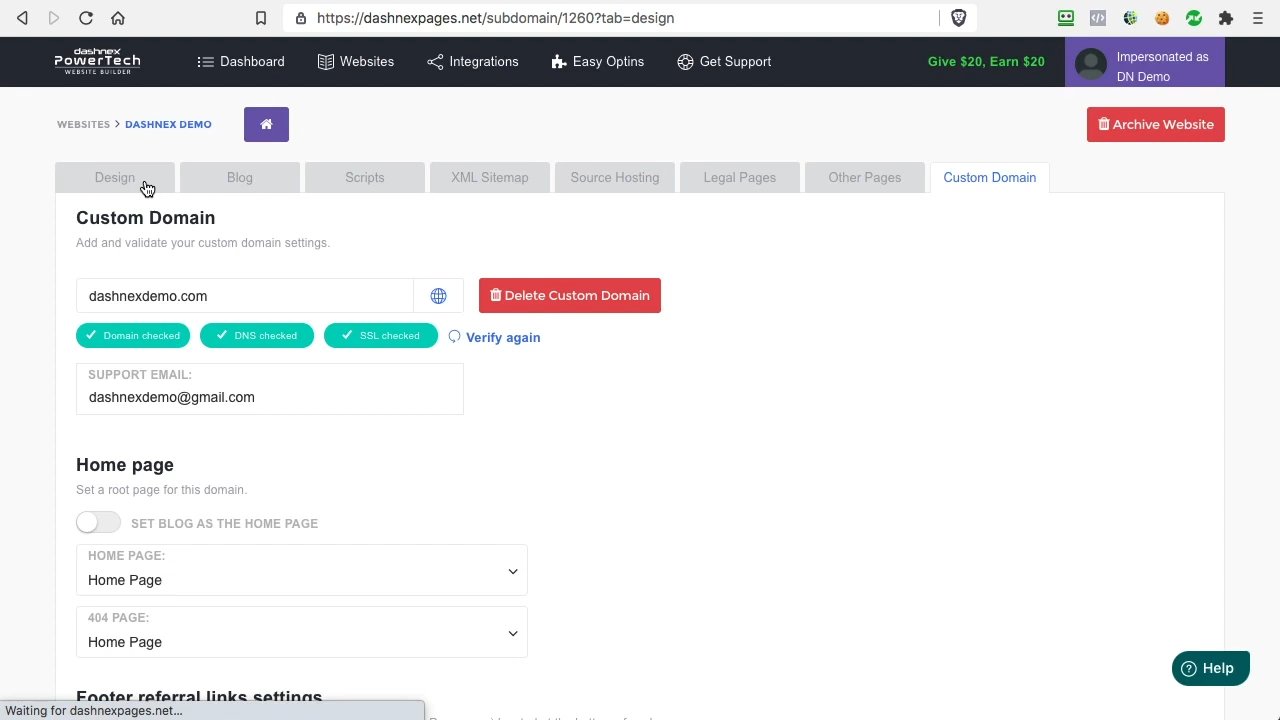 https://dashnexpages.net/subdomain/1260?tab=design
dashnex
POWERTECH
WEBSITE BUILDER
Dashboard
Websites
Integrations
Easy Optins
Get Support
Give $20, Earn $20
Impersonated as
DN Demo
WEBSITES > DASHNEX DEMO
Archive Website
Design
Blog
Scripts
XML Sitemap
Source Hosting
Legal Pages
Other Pages
Custom Domain
Custom Domain
Add and validate your custom domain settings.
dashnexdemo.com
Delete Custom Domain
Domain checked
DNS checked
SSL checked
Verify again
SUPPORT EMAIL:
dashnexdemo@gmail.com
Home page
Set a root page for this domain.
SET BLOG AS THE HOME PAGE
HOME PAGE:
Home Page
404 PAGE:
Home Page
Help
Footer referral links settings
Waiting for dashnexpages.net...